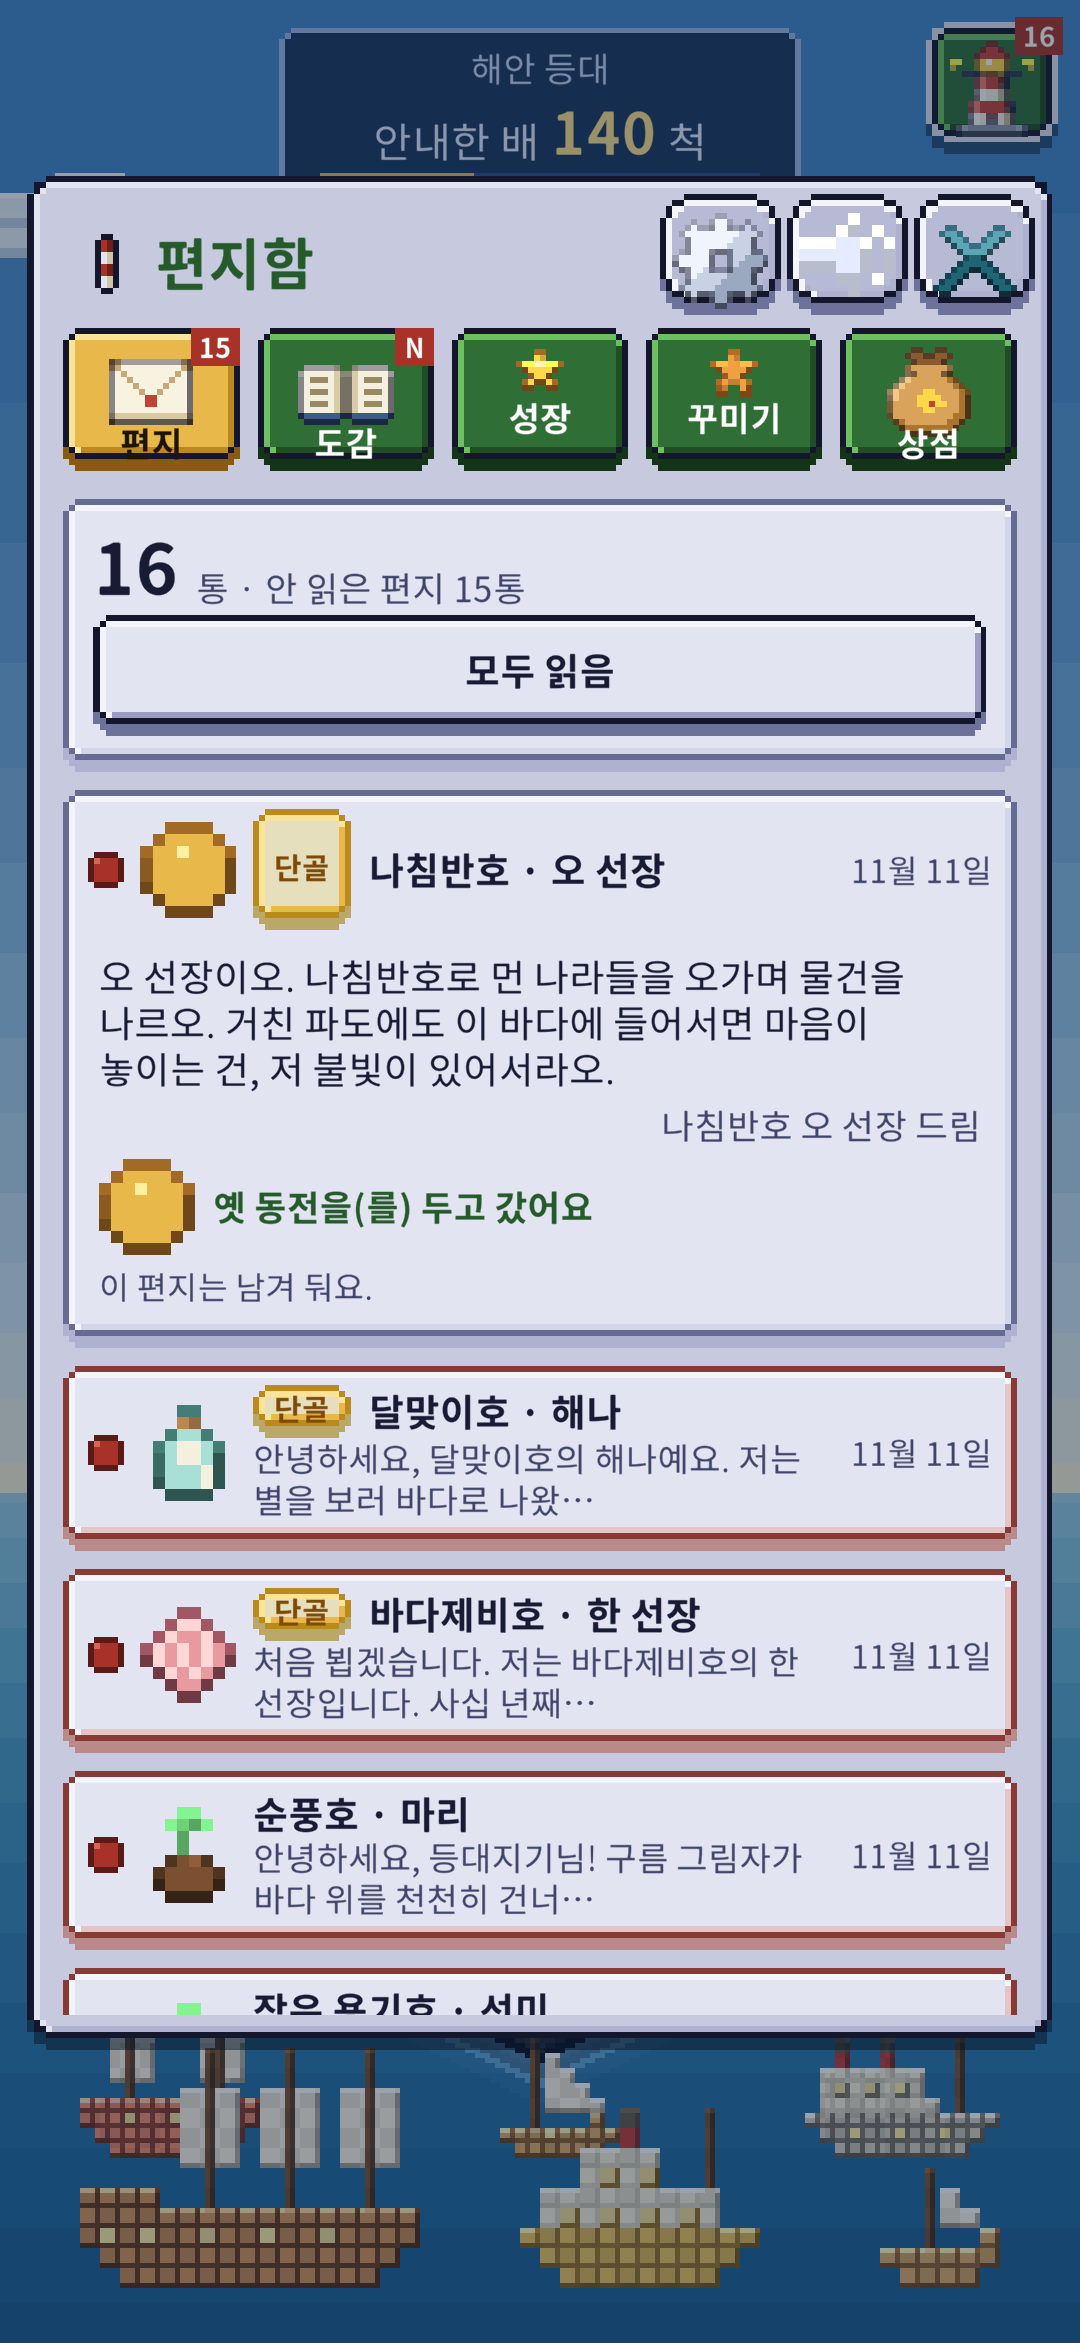 해안 등대
안내한 배 140 척
16
편지함
15
N
편지
도감
성장
꾸미기
상점
16 통 · 안 읽은 편지 15통
모두 읽음
단골 나침반호 · 오 선장 11월 11일
오 선장이오. 나침반호로 먼 나라들을 오가며 물건을
나르오. 거친 파도에도 이 바다에 들어서면 마음이
놓이는 건, 저 불빛이 있어서라오.
나침반호 오 선장 드림
옛 동전을(를) 두고 갔어요
이 편지는 남겨 둬요.
단골 달맞이호 · 해나
안녕하세요, 달맞이호의 해나예요. 저는 11월 11일
별을 보러 바다로 나왔…
단골 바다제비호 · 한 선장
처음 뵙겠습니다. 저는 바다제비호의 한 11월 11일
선장입니다. 사십 년째…
순풍호 · 마리
안녕하세요, 등대지기님! 구름 그림자가 11월 11일
바다 위를 천천히 건너…